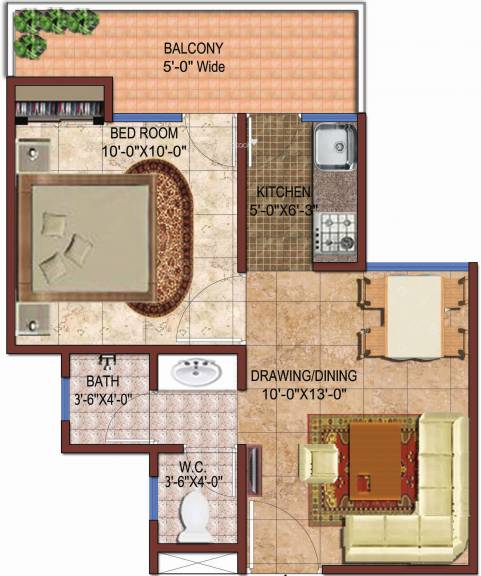 BALCONY
5'-0" Wide
BED ROOM
10'-0"X10'-0"
KITCHEN
5'-0"X6'-3"
DRAWING/DINING
10'-0"X13'-0"
BATH
3'-6"X4'-0"
W.C.
3'-6"X4'-0"